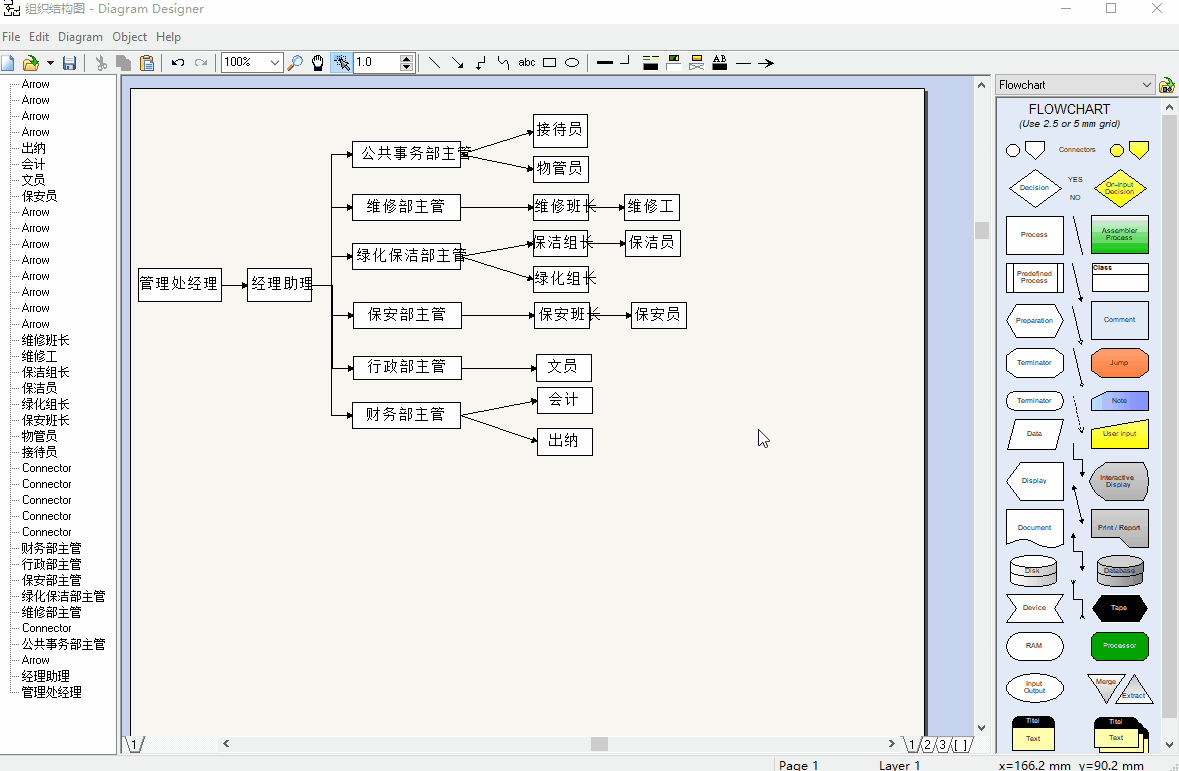 组织结构图 - Diagram Designer
File Edit Diagram Object Help
100%
1.0
abc
AB
Arrow
Arrow
Arrow
Arrow
出纳
会计
文员
保安员
Arrow
Arrow
Arrow
Arrow
Arrow
Arrow
Arrow
Arrow
维修班长
维修工
保洁组长
保洁员
绿化组长
保安班长
物管员
接待员
Connector
Connector
Connector
Connector
Connector
财务部主管
行政部主管
保安部主管
绿化保洁部主管
维修部主管
Connector
公共事务部主管
Arrow
经理助理
管理处经理
接待员
公共事务部主管
物管员
维修部主管 维修班长 维修工
保洁组长 保洁员
绿化保洁部主管
绿化组长
管理处经理 经理助理
保安部主管 保安班长 保安员
行政部主管 文员
会计
财务部主管
出纳
Flowchart
FLOWCHART
(Use 2.5 or 5 mm grid)
Connectors
Decision YES NO On-input Decision
Process Assembler Process
Predefined Process Class
Preparation Comment
Terminator Jump
Terminator Note
Data User input
Display Interactive Display
Document Print / Report
Disk Database
Device Tape
RAM Processor
Input Output Merge Extract
Titel Titel
Text Text
1
1 2 3 [ ]
Page 1 Layer 1 x=166.2 mm y=90.2 mm